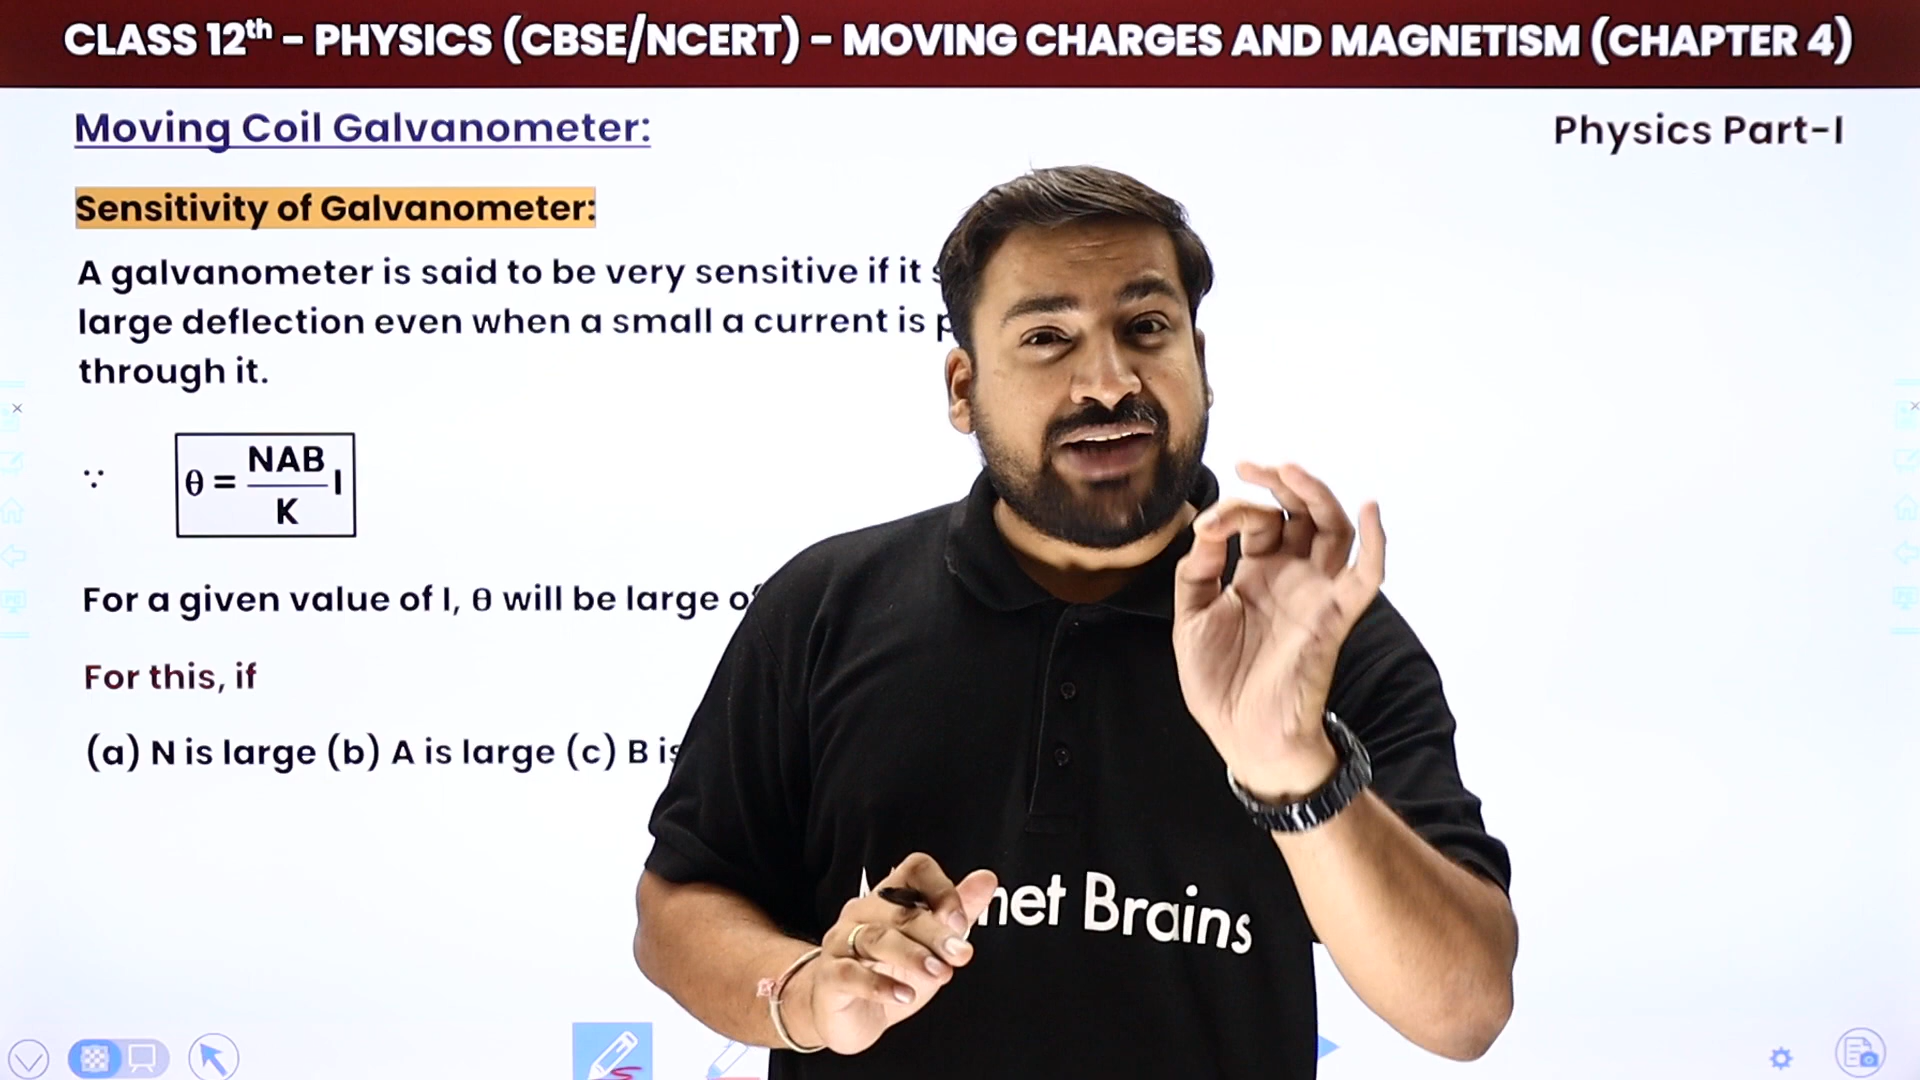 CLASS 12th - PHYSICS (CBSE/NCERT) - MOVING CHARGES AND MAGNETISM (CHAPTER 4)
Moving Coil Galvanometer:
Physics Part-I
Sensitivity of Galvanometer:
A galvanometer is said to be very sensitive if it
large deflection even when a small a current is
through it.
∵ θ = NAB/K I
For a given value of I, θ will be large
For this, if
(a) N is large (b) A is large (c) B is
Brains